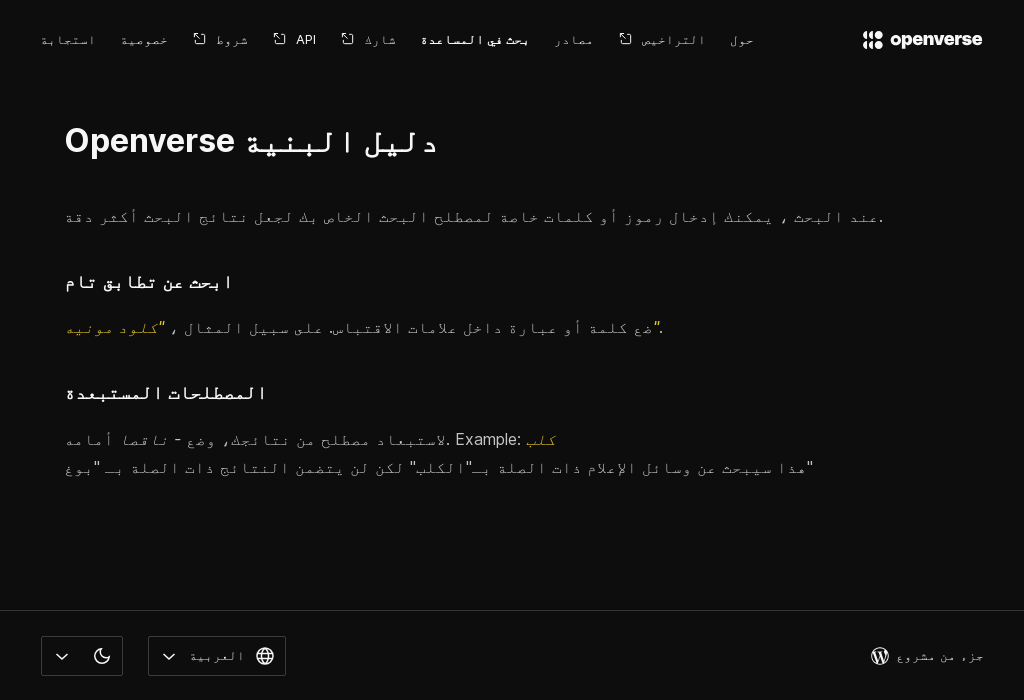 openverse
حول
التراخيص
مصادر
بحث في المساعدة
شارك
API
شروط
خصوصية
استجابة
دليل البنية Openverse
عند البحث ، يمكنك إدخال رموز أو كلمات خاصة لمصطلح البحث الخاص بك لجعل نتائج البحث أكثر دقة.
ابحث عن تطابق تام
ضع كلمة أو عبارة داخل علامات الاقتباس. على سبيل المثال ، "كلود مونيه".
المصطلحات المستبعدة
لاستبعاد مصطلح من نتائجك، وضع - ناقصا أمامه. Example: كلب
هذا سيبحث عن وسائل الإعلام ذات الصلة بـ"الكلب" لكن لن يتضمن النتائج ذات الصلة بـ "بوغ"
جزء من مشروع
العربية